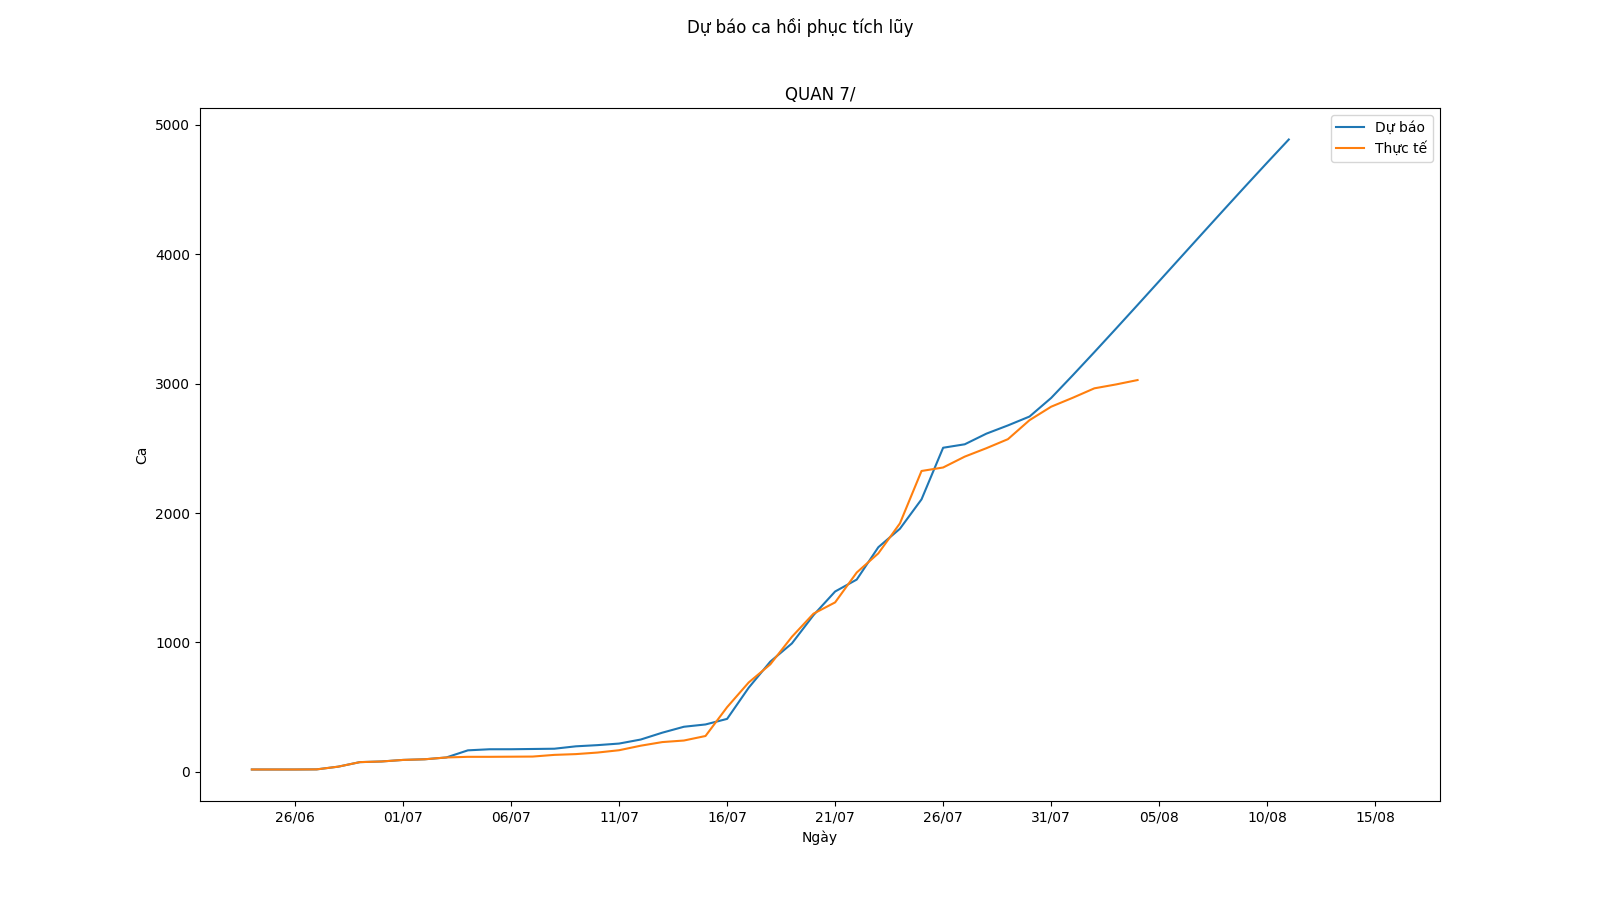 Dự báo ca hồi phục tích lũy
QUAN 7/
Dự báo
Thực tế
5000
4000
3000
2000
1000
0
Ca
26/06 01/07 06/07 11/07 16/07 21/07 26/07 31/07 05/08 10/08 15/08
Ngày